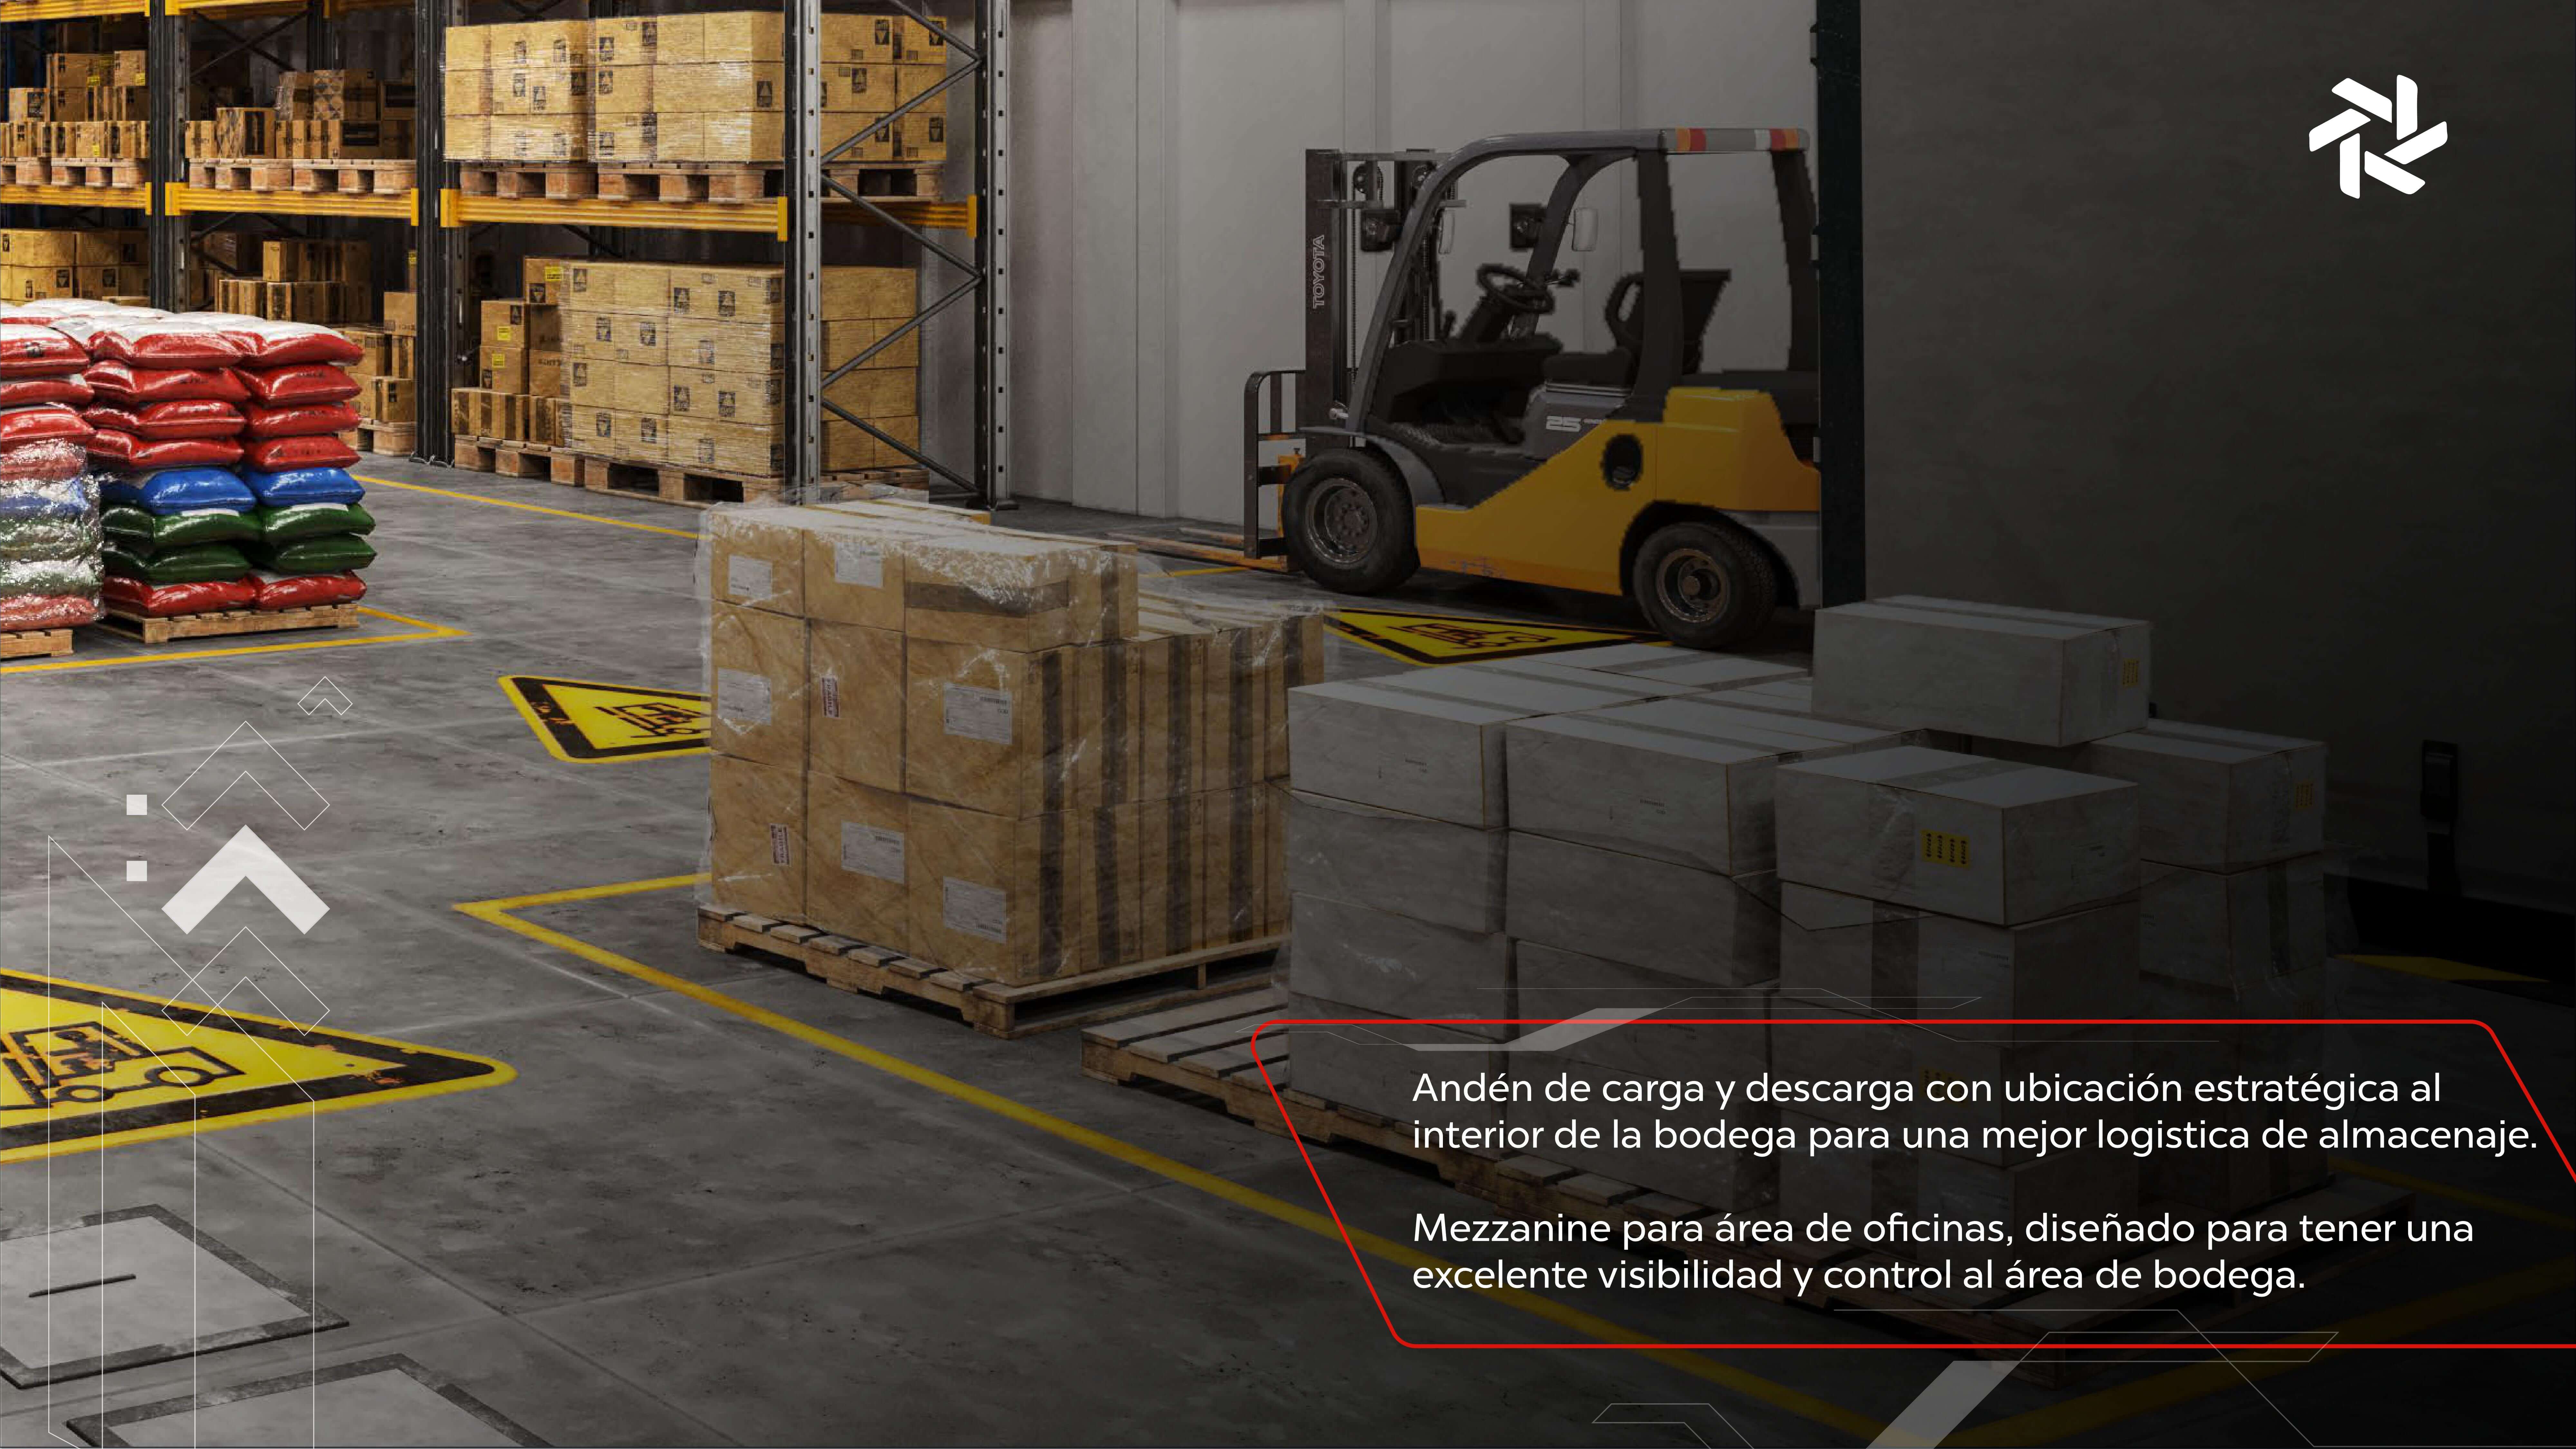 TOYOTA
25
Andén de carga y descarga con ubicación estratégica al
interior de la bodega para una mejor logistica de almacenaje.
Mezzanine para área de oficinas, diseñado para tener una
excelente visibilidad y control al área de bodega.